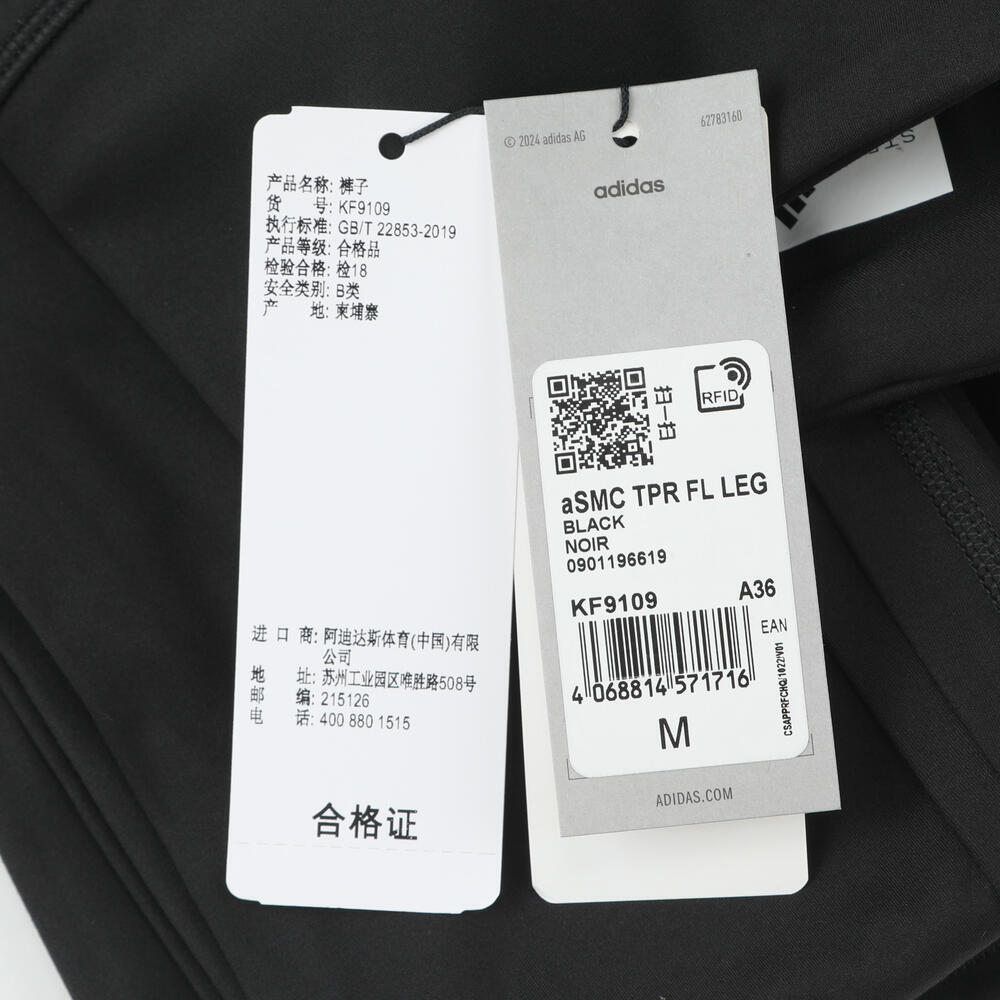 产品名称: 裤子
货 号: KF9109
执行标准: GB/T 22853-2019
产品等级: 合格品
检验合格: 检18
安全类别: B类
产 地: 柬埔寨
进 口 商: 阿迪达斯体育(中国)有限
公司
地 址: 苏州工业园区唯胜路508号
邮 编: 215126
电 话: 400 880 1515
合格证
© 2024 adidas AG
62783160
adidas
扫一扫
RFID
aSMC TPR FL LEG
BLACK
NOIR
0901196619
KF9109
A36
EAN
4 068814 571716
CSAPPRFCHQ/1022/V01
M
ADIDAS.COM